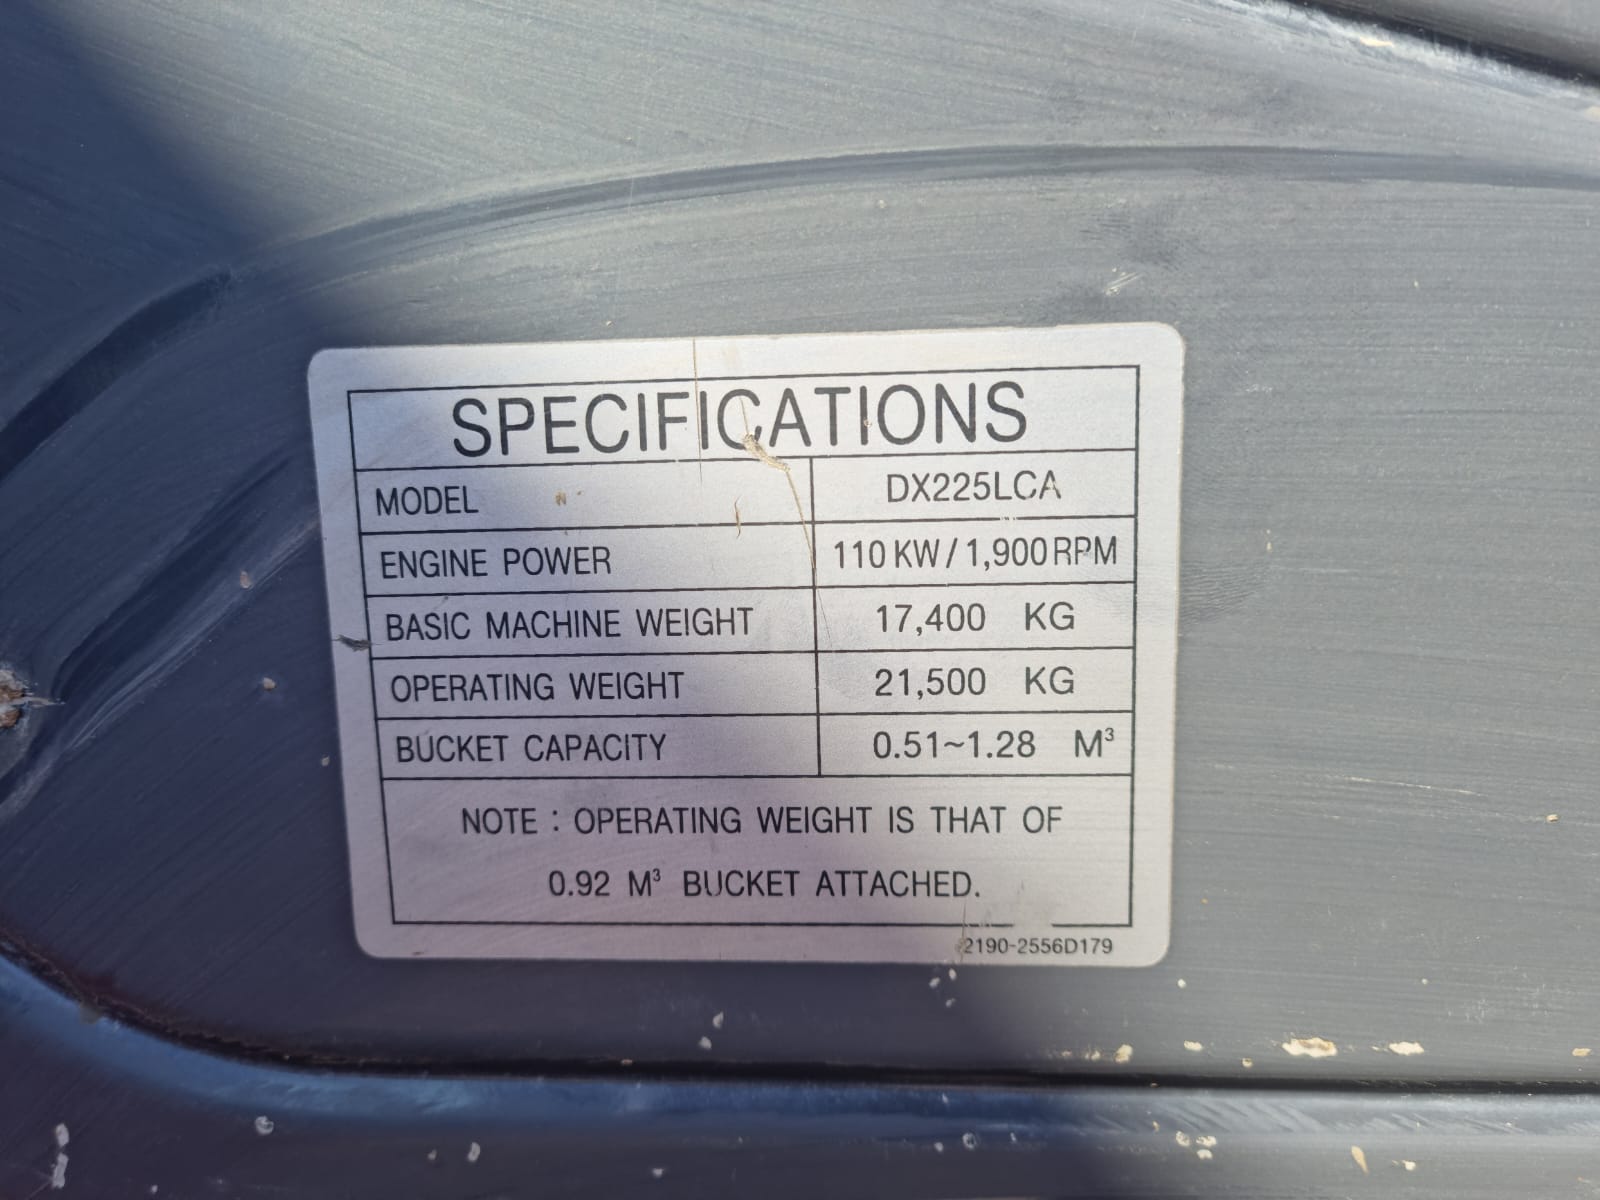 SPECIFICATIONS
MODEL DX225LCA
ENGINE POWER 110 KW / 1,900 RPM
BASIC MACHINE WEIGHT 17,400 KG
OPERATING WEIGHT 21,500 KG
BUCKET CAPACITY 0.51~1.28 M³
NOTE : OPERATING WEIGHT IS THAT OF
0.92 M³ BUCKET ATTACHED.
2190-2556D179